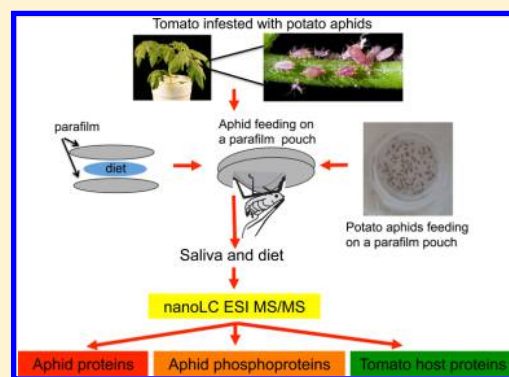 Tomato infested with potato aphids
parafilm
diet
Aphid feeding on
a parafilm pouch
Potato aphids feeding
on a parafilm pouch
Saliva and diet
nanoLC ESI MS/MS
Aphid proteins
Aphid phosphoproteins
Tomato host proteins